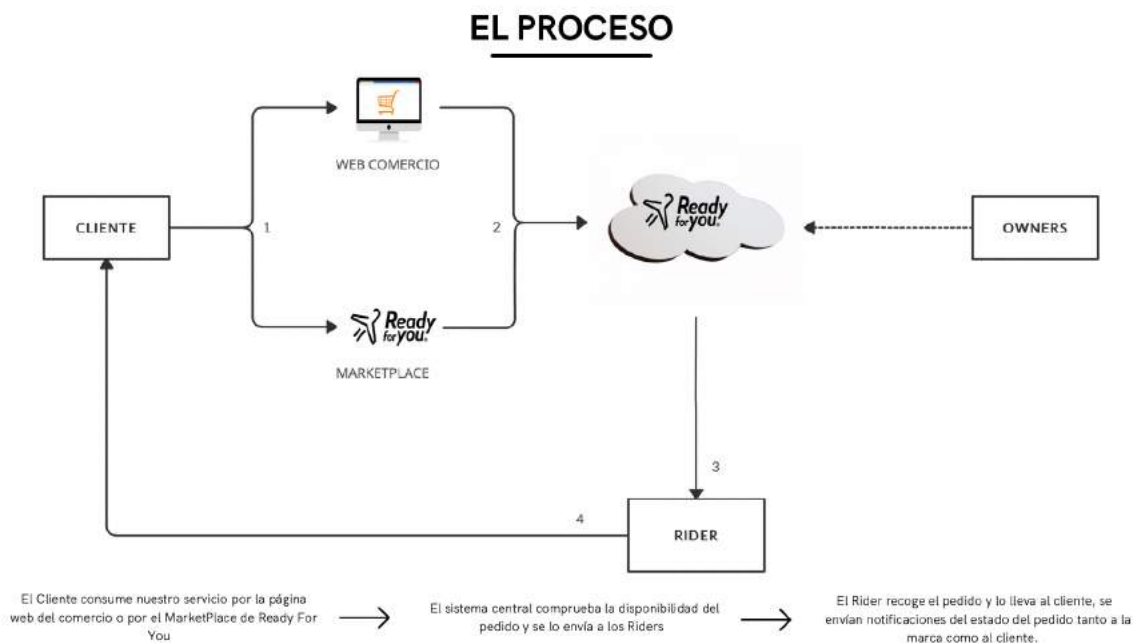 EL PROCESO
WEB COMERCIO
CLIENTE
1
2
Ready
for you®
OWNERS
Ready
for you®
MARKETPLACE
3
4
RIDER
El Cliente consume nuestro servicio por la página
web del comercio o por el MarketPlace de Ready For
You
El sistema central comprueba la disponibilidad del
pedido y se lo envía a los Riders
El Rider recoge el pedido y lo lleva al cliente, se
envían notificaciones del estado del pedido tanto a la
marca como al cliente.